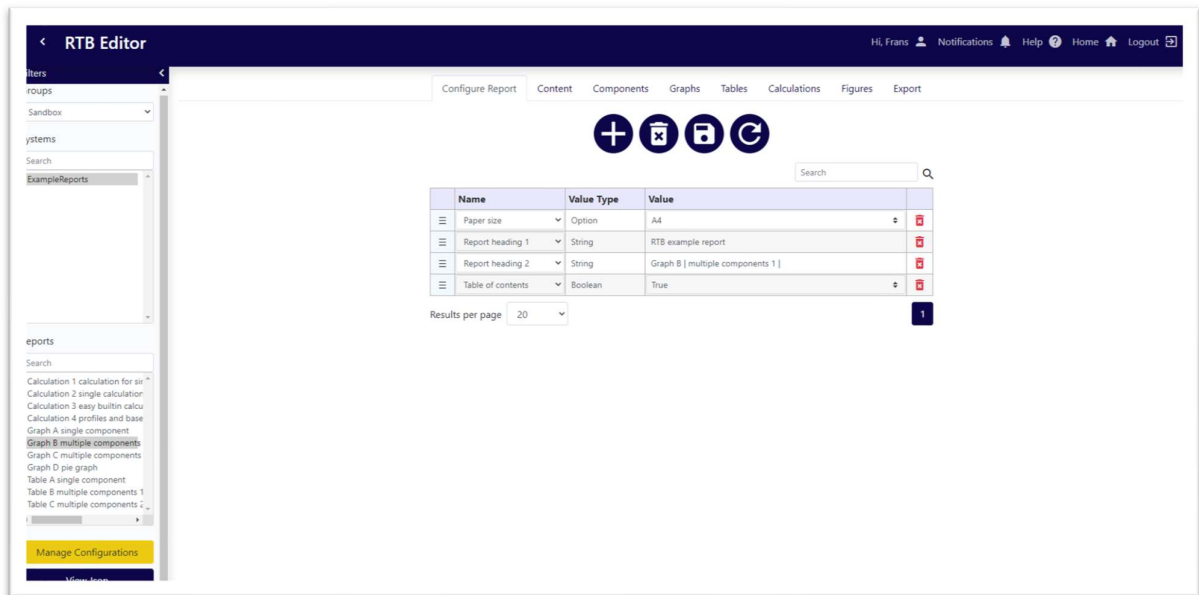 RTB Editor
Hi, Frans Notifications Help Home Logout
ilters
roups
Sandbox
ystems
Search
ExampleReports
eports
Search
Calculation 1 calculation for sir
Calculation 2 single calculation
Calculation 3 easy builtin calcu
Calculation 4 profiles and base
Graph A single component
Graph B multiple components
Graph C multiple components
Graph D pie graph
Table A single component
Table B multiple components 1
Table C multiple components 2
Manage Configurations
View Icon
Configure Report Content Components Graphs Tables Calculations Figures Export
Search
Name Value Type Value
Paper size Option A4
Report heading 1 String RTB example report
Report heading 2 String Graph B | multiple components 1 |
Table of contents Boolean True
Results per page 20 1